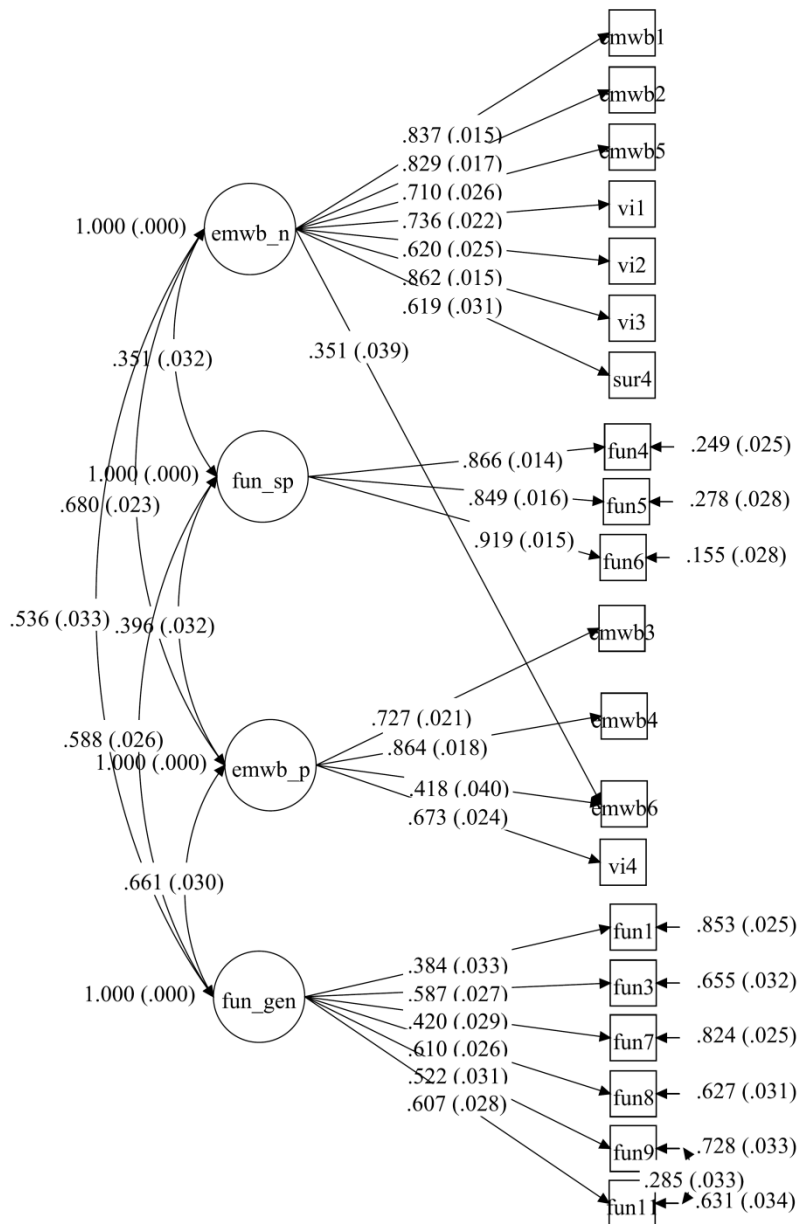 emwb1
emwb2
.837 (.015)
emwb5
.829 (.017)
.710 (.026)
vi1
1.000 (.000)
emwb_n
.736 (.022)
.620 (.025)
vi2
.862 (.015)
.619 (.031)
vi3
.351 (.032)
.351 (.039)
sur4
fun4
.249 (.025)
.866 (.014)
1.000 (.000)
fun_sp
.849 (.016)
fun5
.278 (.028)
.680 (.023)
.919 (.015)
fun6
.155 (.028)
.536 (.033)
.396 (.032)
emwb3
.727 (.021)
emwb4
.588 (.026)
.864 (.018)
1.000 (.000)
emwb_p
.418 (.040)
emwb6
.673 (.024)
vi4
.661 (.030)
fun1
.853 (.025)
.384 (.033)
1.000 (.000)
fun_gen
.587 (.027)
fun3
.655 (.032)
.420 (.029)
fun7
.824 (.025)
.610 (.026)
.522 (.031)
fun8
.627 (.031)
.607 (.028)
fun9
.728 (.033)
.285 (.033)
fun11
.631 (.034)